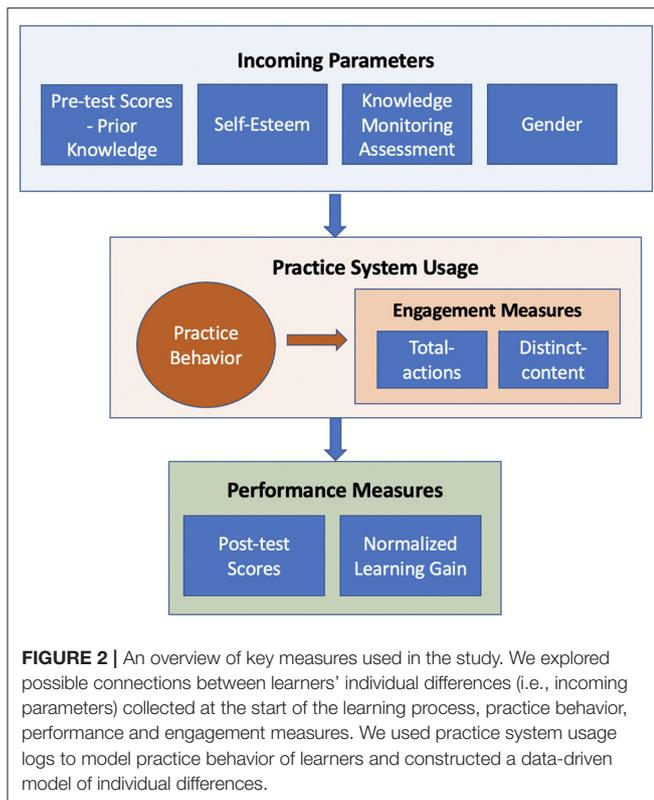 Incoming Parameters
Pre-test Scores
- Prior
Knowledge
Self-Esteem
Knowledge
Monitoring
Assessment
Gender
Practice System Usage
Practice
Behavior
Engagement Measures
Total-
actions
Distinct-
content
Performance Measures
Post-test
Scores
Normalized
Learning Gain
FIGURE 2 | An overview of key measures used in the study. We explored
possible connections between learners' individual differences (i.e., incoming
parameters) collected at the start of the learning process, practice behavior,
performance and engagement measures. We used practice system usage
logs to model practice behavior of learners and constructed a data-driven
model of individual differences.